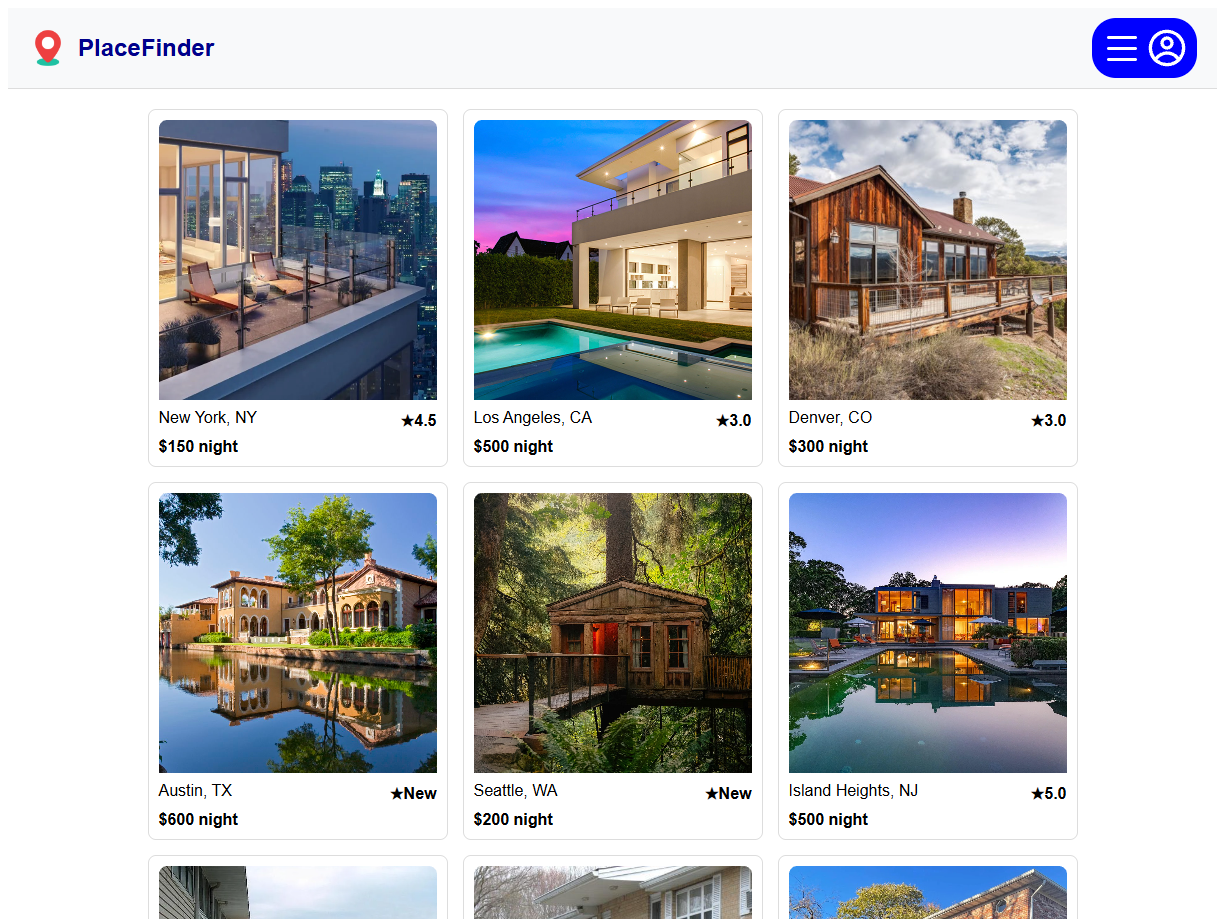 PlaceFinder
New York, NY
★4.5
$150 night
Los Angeles, CA
★3.0
$500 night
Denver, CO
★3.0
$300 night
Austin, TX
★New
$600 night
Seattle, WA
★New
$200 night
Island Heights, NJ
★5.0
$500 night